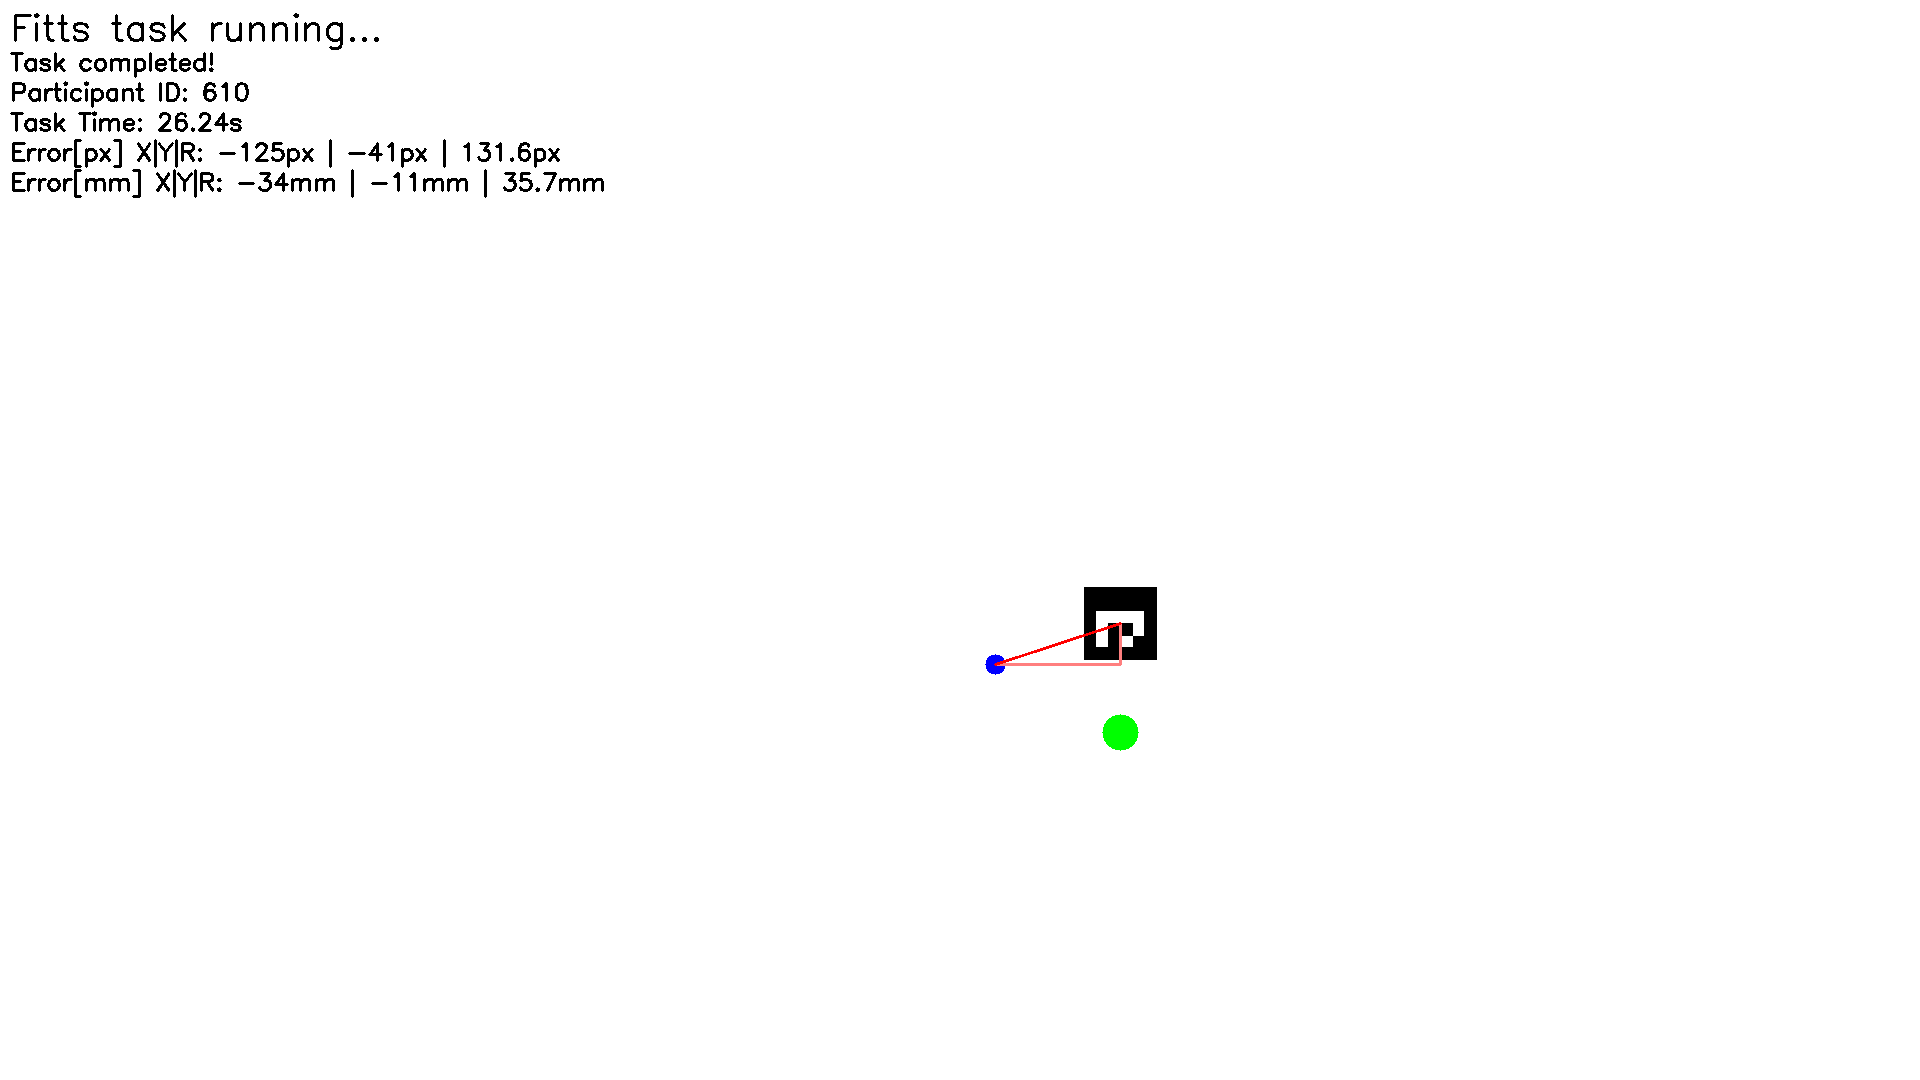 Fitts task running...
Task completed!
Participant ID: 610
Task Time: 26.24s
Error[px] X|Y|R: -125px | -41px | 131.6px
Error[mm] X|Y|R: -34mm | -11mm | 35.7mm